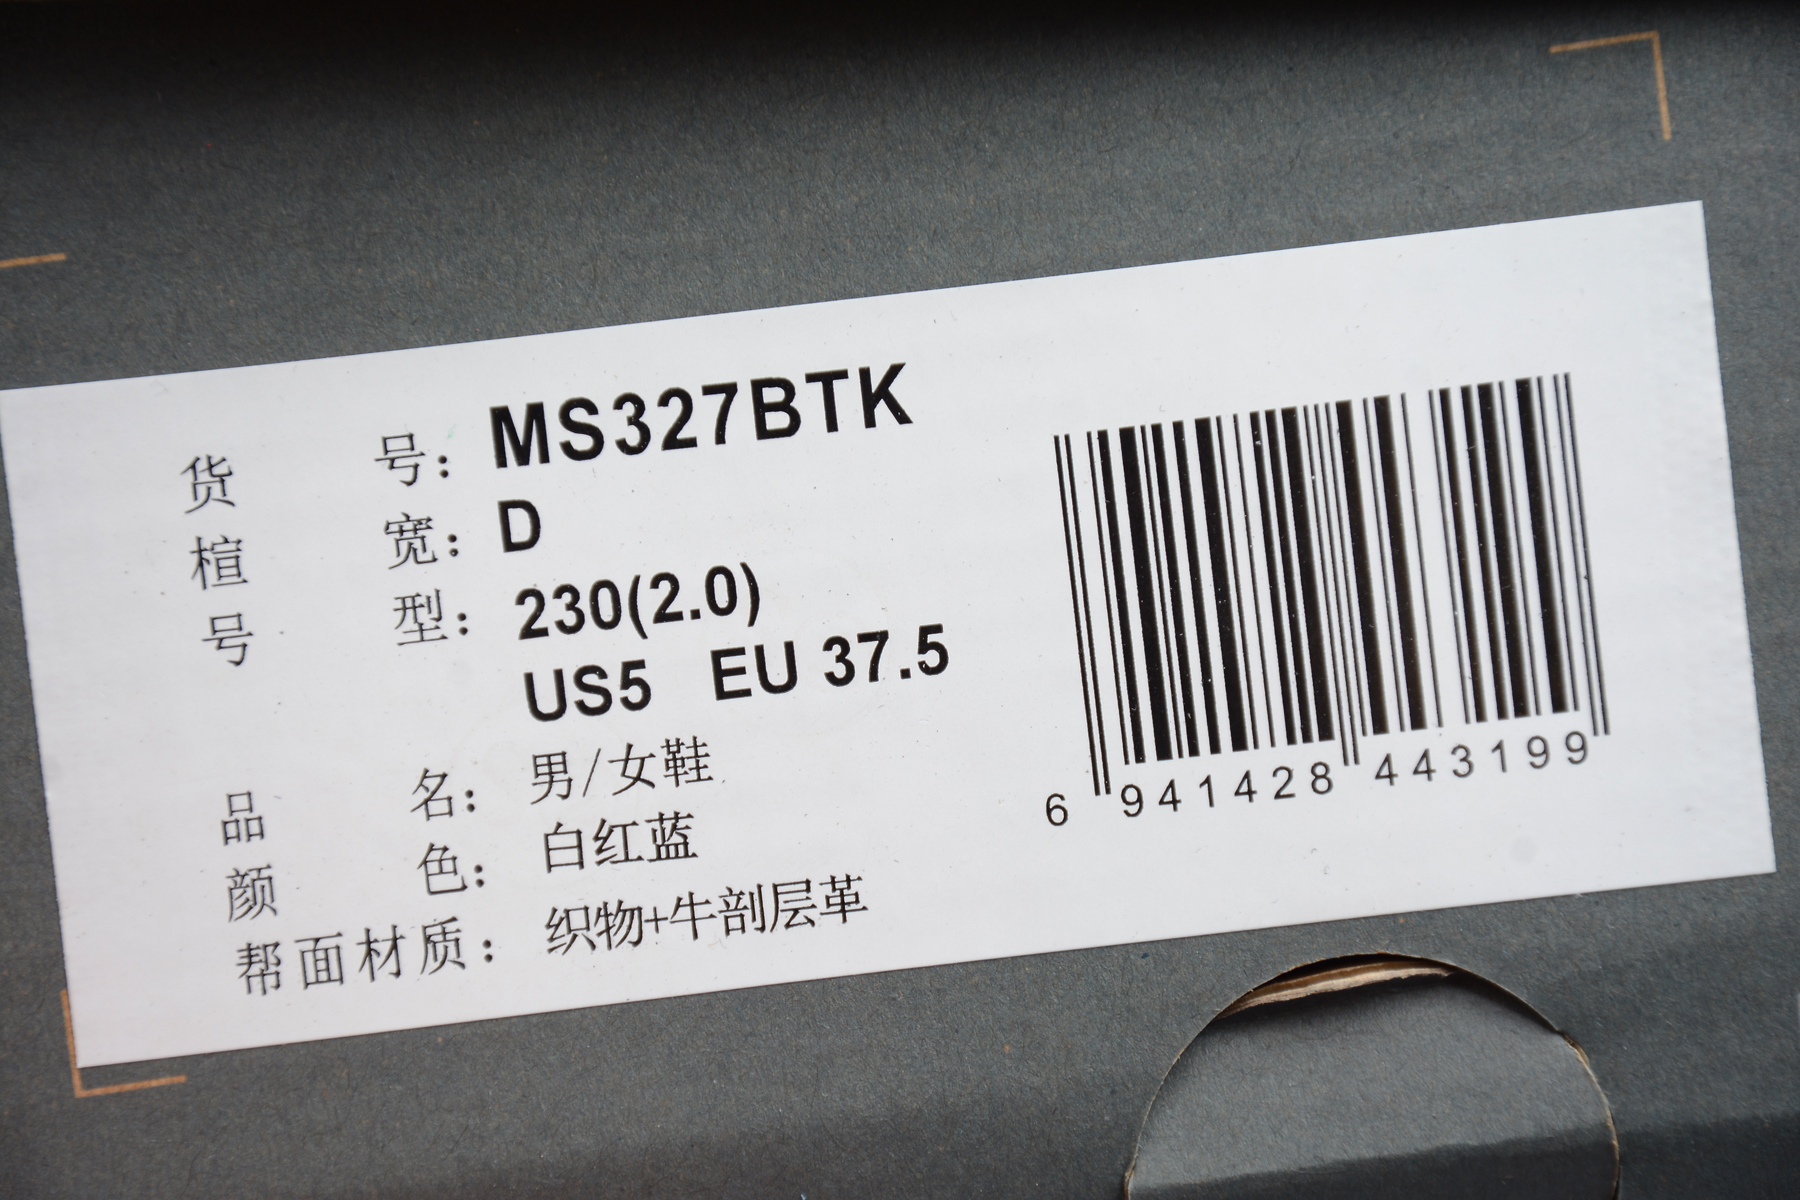 货号：MS327BTK
楦宽：D
号型：230(2.0)
US5 EU 37.5
品名：男/女鞋
颜色：白红蓝
帮面材质：织物+牛剖层革
6 941428 443199